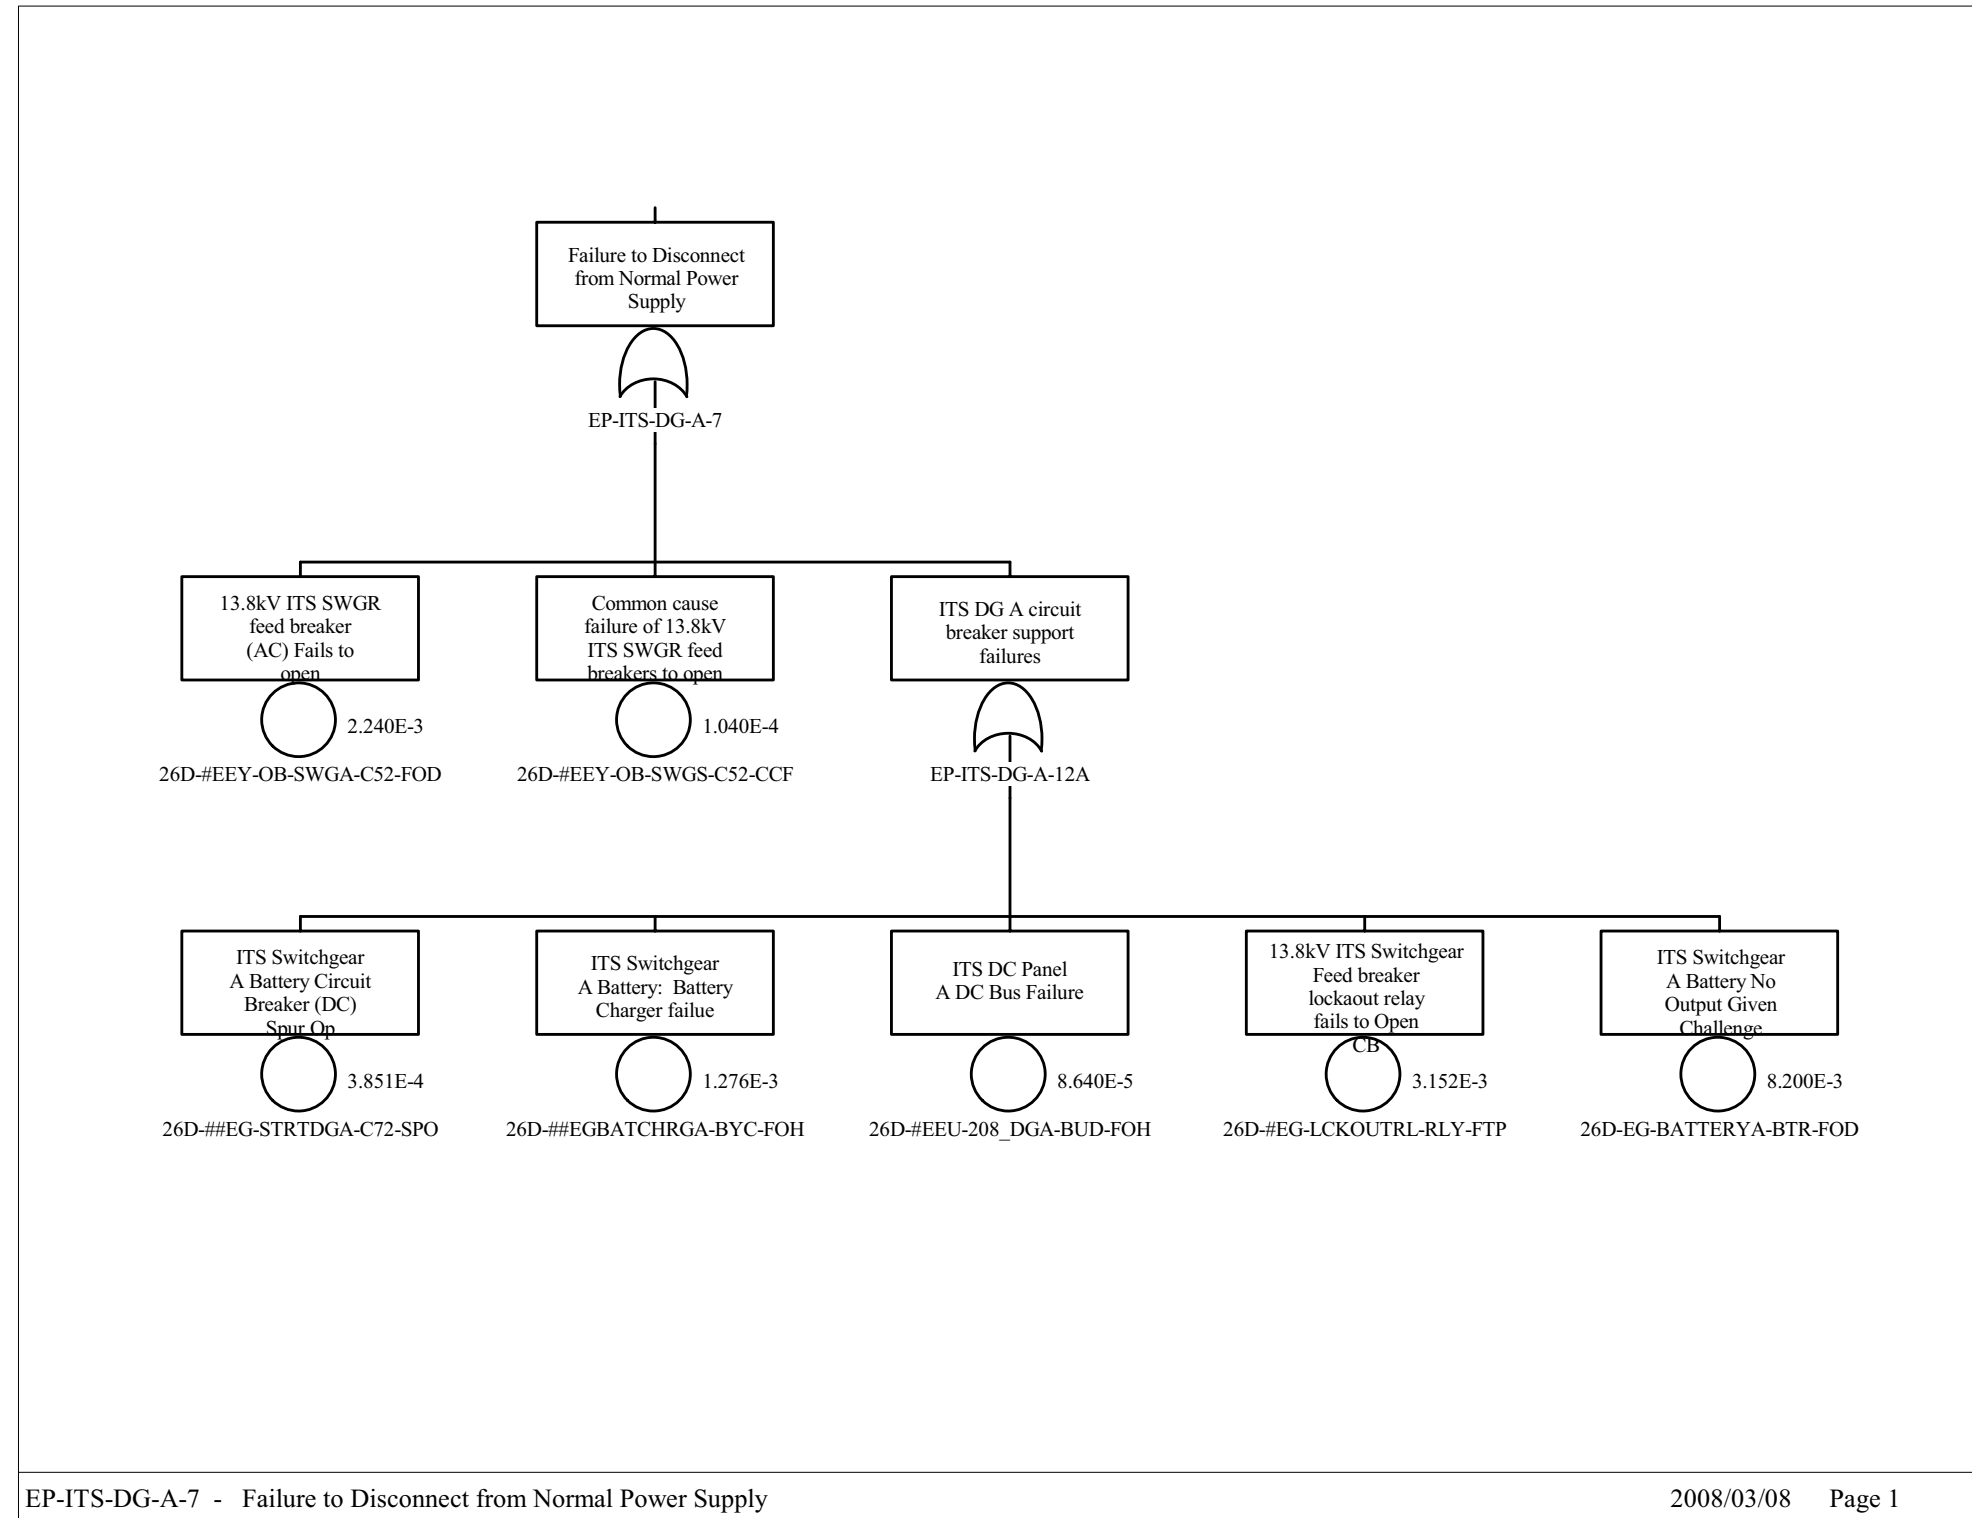 Failure to Disconnect
from Normal Power
Supply
EP-ITS-DG-A-7
13.8kV ITS SWGR
feed breaker
(AC) Fails to
open
2.240E-3
26D-#EEY-OB-SWGA-C52-FOD
Common cause
failure of 13.8kV
ITS SWGR feed
breakers to open
1.040E-4
26D-#EEY-OB-SWGS-C52-CCF
ITS DG A circuit
breaker support
failures
EP-ITS-DG-A-12A
ITS Switchgear
A Battery Circuit
Breaker (DC)
Spur Op
3.851E-4
26D-##EG-STRTDGA-C72-SPO
ITS Switchgear
A Battery:  Battery
Charger failue
1.276E-3
26D-##EGBATCHRGA-BYC-FOH
ITS DC Panel
A DC Bus Failure
8.640E-5
26D-#EEU-208_DGA-BUD-FOH
13.8kV ITS Switchgear
Feed breaker
lockout relay
fails to Open
CB
3.152E-3
26D-#EG-LCKOUTRL-RLY-FTP
ITS Switchgear
A Battery No
Output Given
Challenge
8.200E-3
26D-EG-BATTERYA-BTR-FOD
EP-ITS-DG-A-7  -   Failure to Disconnect from Normal Power Supply
2008/03/08     Page 1